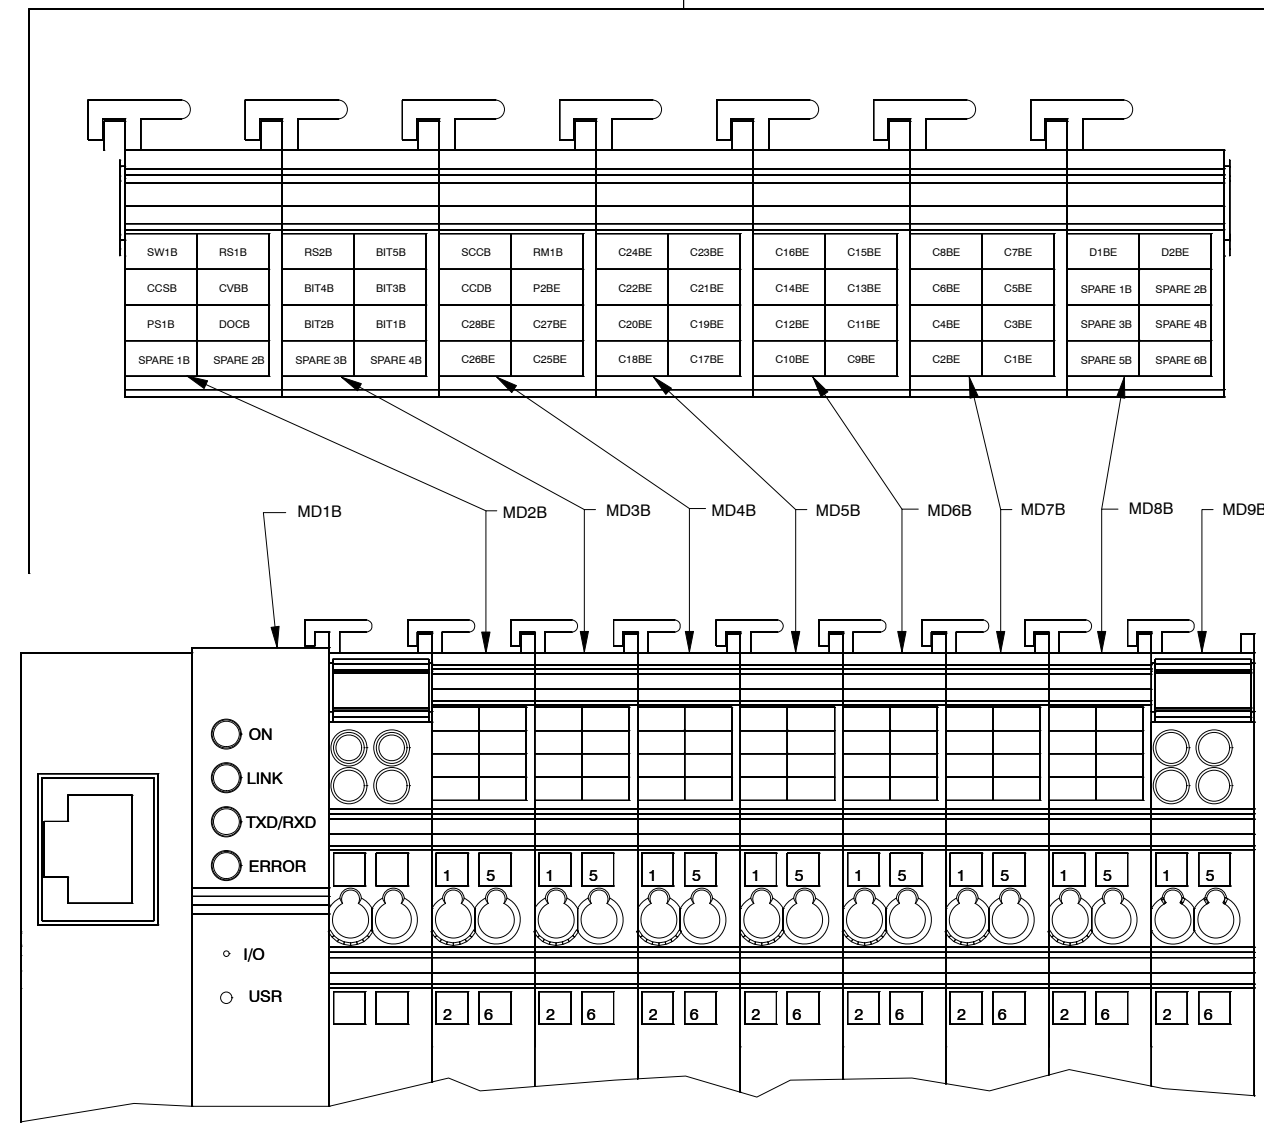 SW1B RS1B RS2B BIT5B SCCB RM1B C24BE C23BE C16BE C15BE C8BE C7BE D1BE D2BE
CCSB CVBB BIT4B BIT3B CCDB P2BE C22BE C21BE C14BE C13BE C6BE C5BE SPARE 1B SPARE 2B
PS1B DOCB BIT2B BIT1B C28BE C27BE C20BE C19BE C12BE C11BE C4BE C3BE SPARE 3B SPARE 4B
SPARE 1B SPARE 2B SPARE 3B SPARE 4B C26BE C25BE C18BE C17BE C10BE C9BE C2BE C1BE SPARE 5B SPARE 6B
MD1B MD2B MD3B MD4B MD5B MD6B MD7B MD8B MD9B
ON
LINK
TXD/RXD
ERROR
1 5 1 5 1 5 1 5 1 5 1 5 1 5 1 5
I/O
USR
2 6 2 6 2 6 2 6 2 6 2 6 2 6 2 6